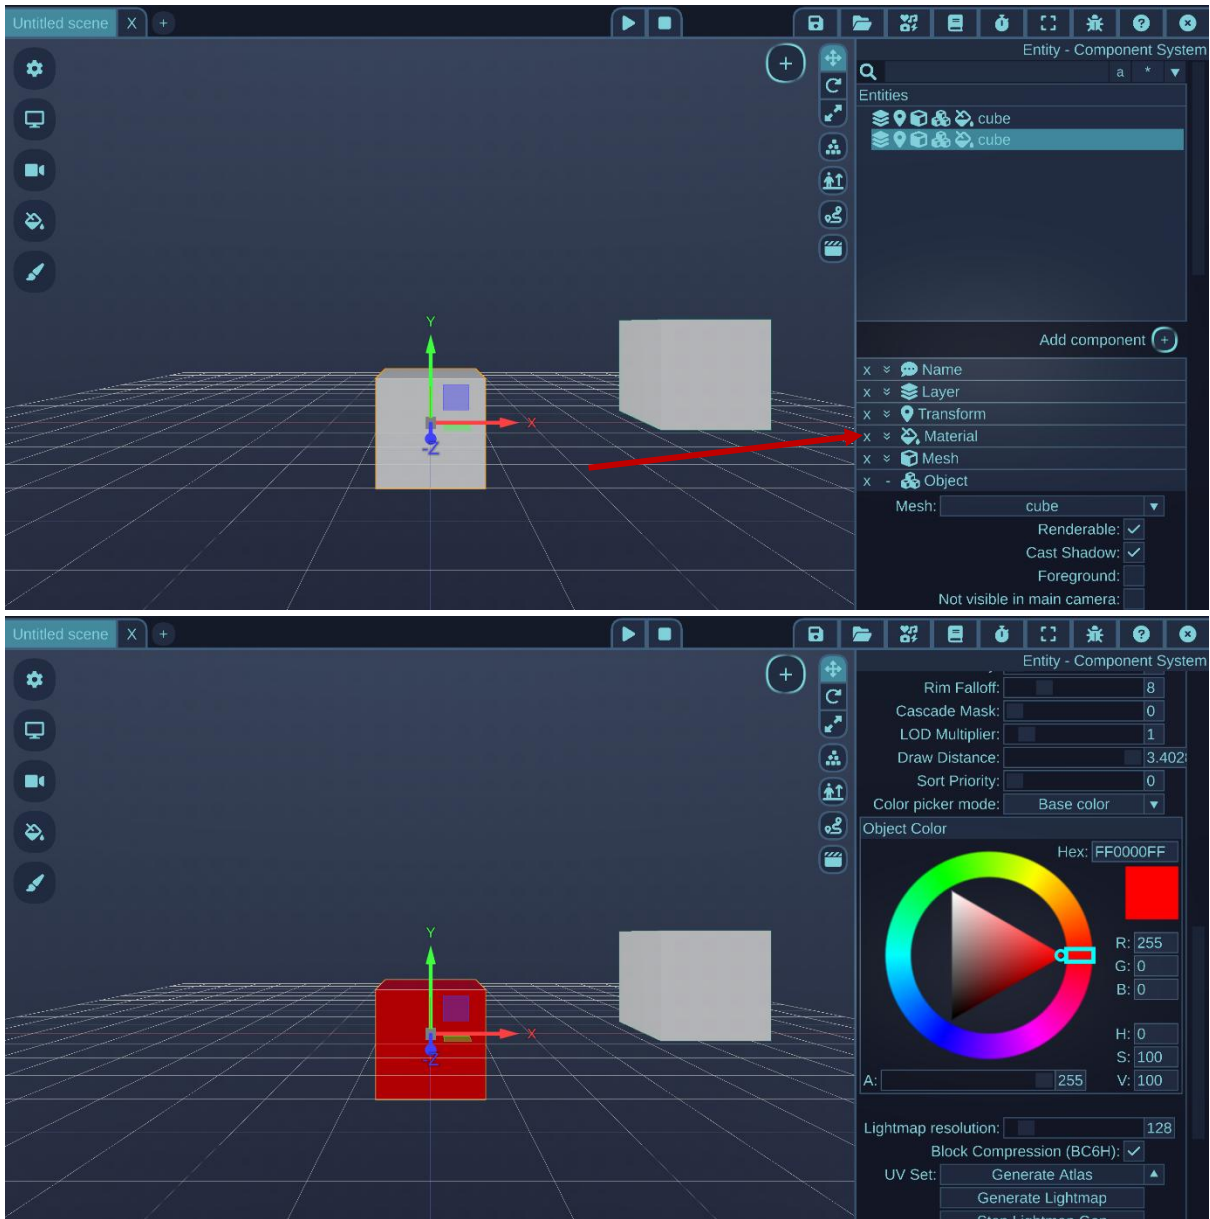 Untitled scene X +
Entity - Component System
a * ▼
Entities
cube
cube
Add component +
x Name
x Layer
x Transform
x Material
x Mesh
x - Object
Mesh: cube ▼
Renderable: ✓
Cast Shadow: ✓
Foreground:
Not visible in main camera:
Y
X
-Z
Untitled scene X +
Entity - Component System
Rim Falloff: 8
Cascade Mask: 0
LOD Multiplier: 1
Draw Distance: 3.402
Sort Priority: 0
Color picker mode: Base color ▼
Object Color
Hex: FF0000FF
R: 255
G: 0
B: 0
H: 0
S: 100
A: 255 V: 100
Lightmap resolution: 128
Block Compression (BC6H): ✓
UV Set: Generate Atlas ▲
Generate Lightmap
Y
X
-Z